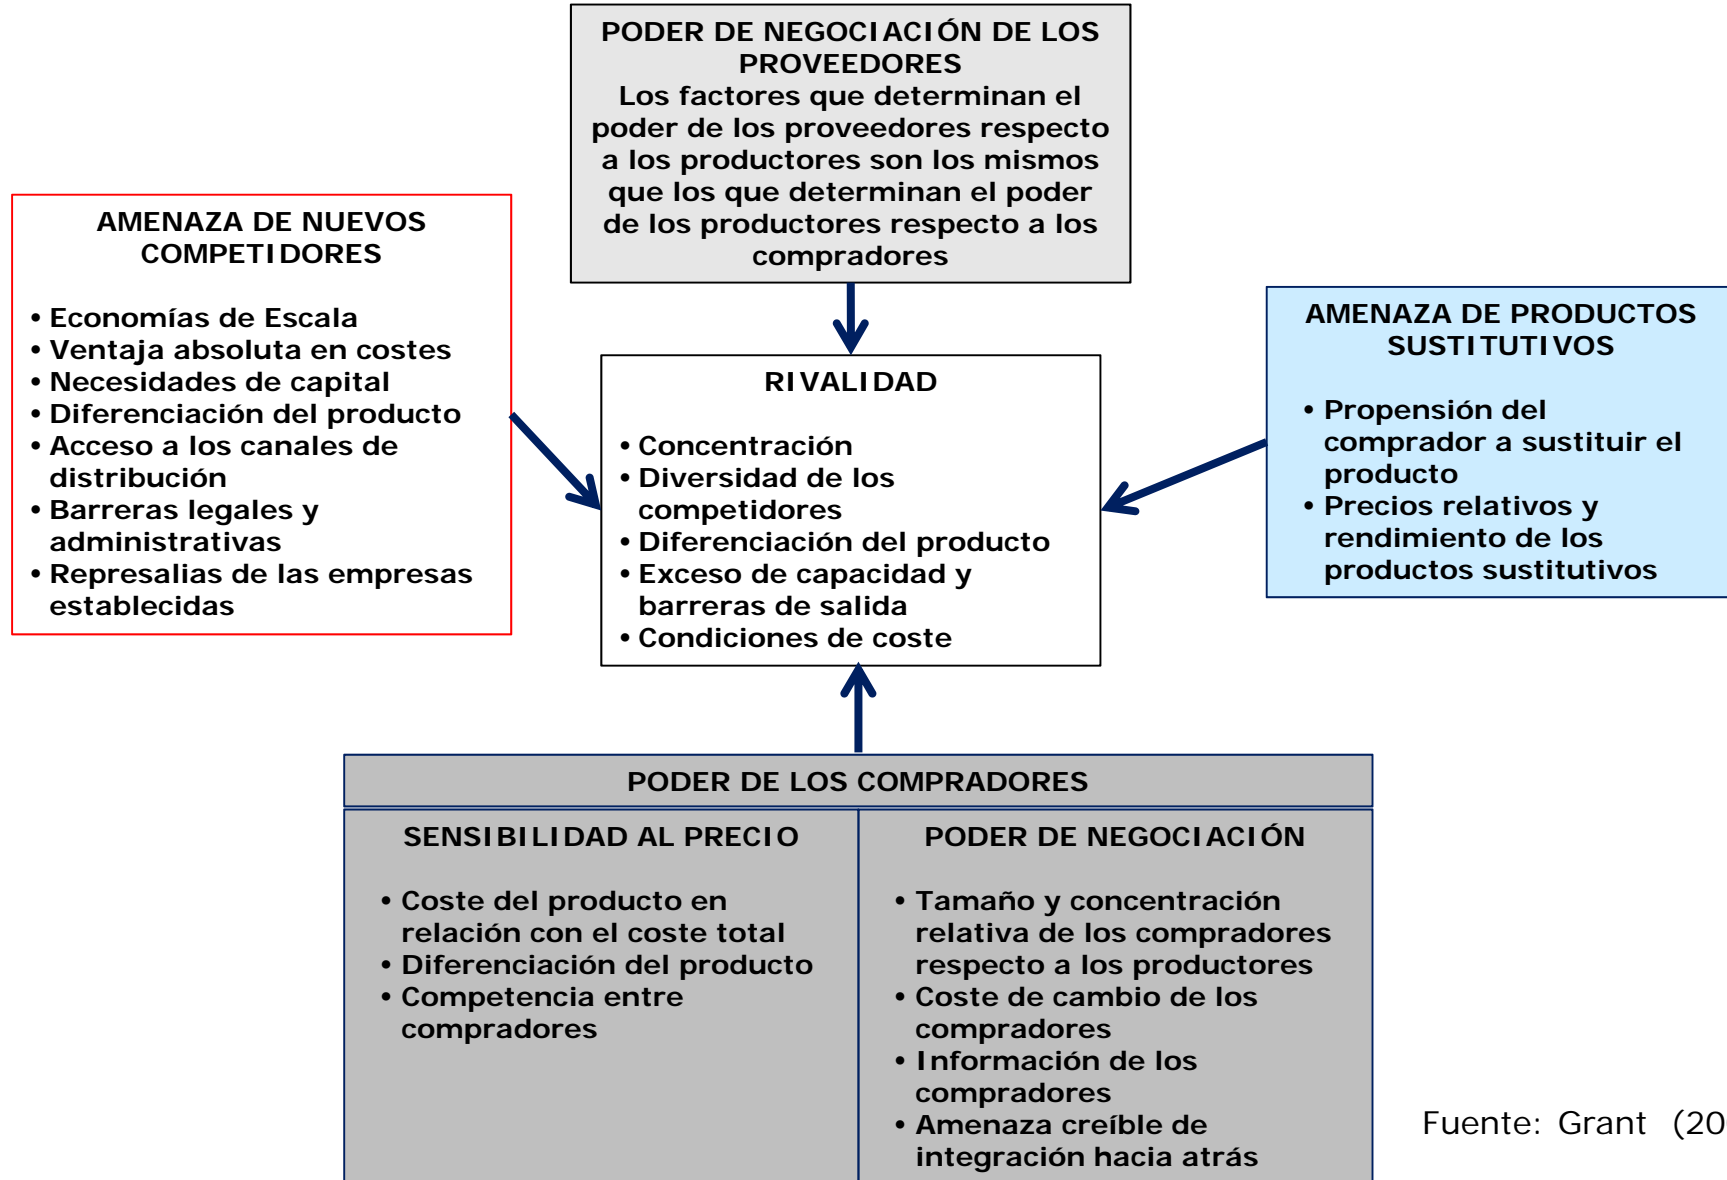 PODER DE NEGOCIACIÓN DE LOS
PROVEEDORES
Los factores que determinan el
poder de los proveedores respecto
a los productores son los mismos
que los que determinan el poder
de los productores respecto a los
compradores
AMENAZA DE NUEVOS
COMPETIDORES
• Economías de Escala
• Ventaja absoluta en costes
• Necesidades de capital
• Diferenciación del producto
• Acceso a los canales de
distribución
• Barreras legales y
administrativas
• Represalias de las empresas
establecidas
RIVALIDAD
• Concentración
• Diversidad de los
competidores
• Diferenciación del producto
• Exceso de capacidad y
barreras de salida
• Condiciones de coste
AMENAZA DE PRODUCTOS
SUSTITUTIVOS
• Propensión del
comprador a sustituir el
producto
• Precios relativos y
rendimiento de los
productos sustitutivos
PODER DE LOS COMPRADORES
SENSIBILIDAD AL PRECIO
• Coste del producto en
relación con el coste total
• Diferenciación del producto
• Competencia entre
compradores
PODER DE NEGOCIACIÓN
• Tamaño y concentración
relativa de los compradores
respecto a los productores
• Coste de cambio de los
compradores
• Información de los
compradores
• Amenaza creíble de
integración hacia atrás
Fuente: Grant (20